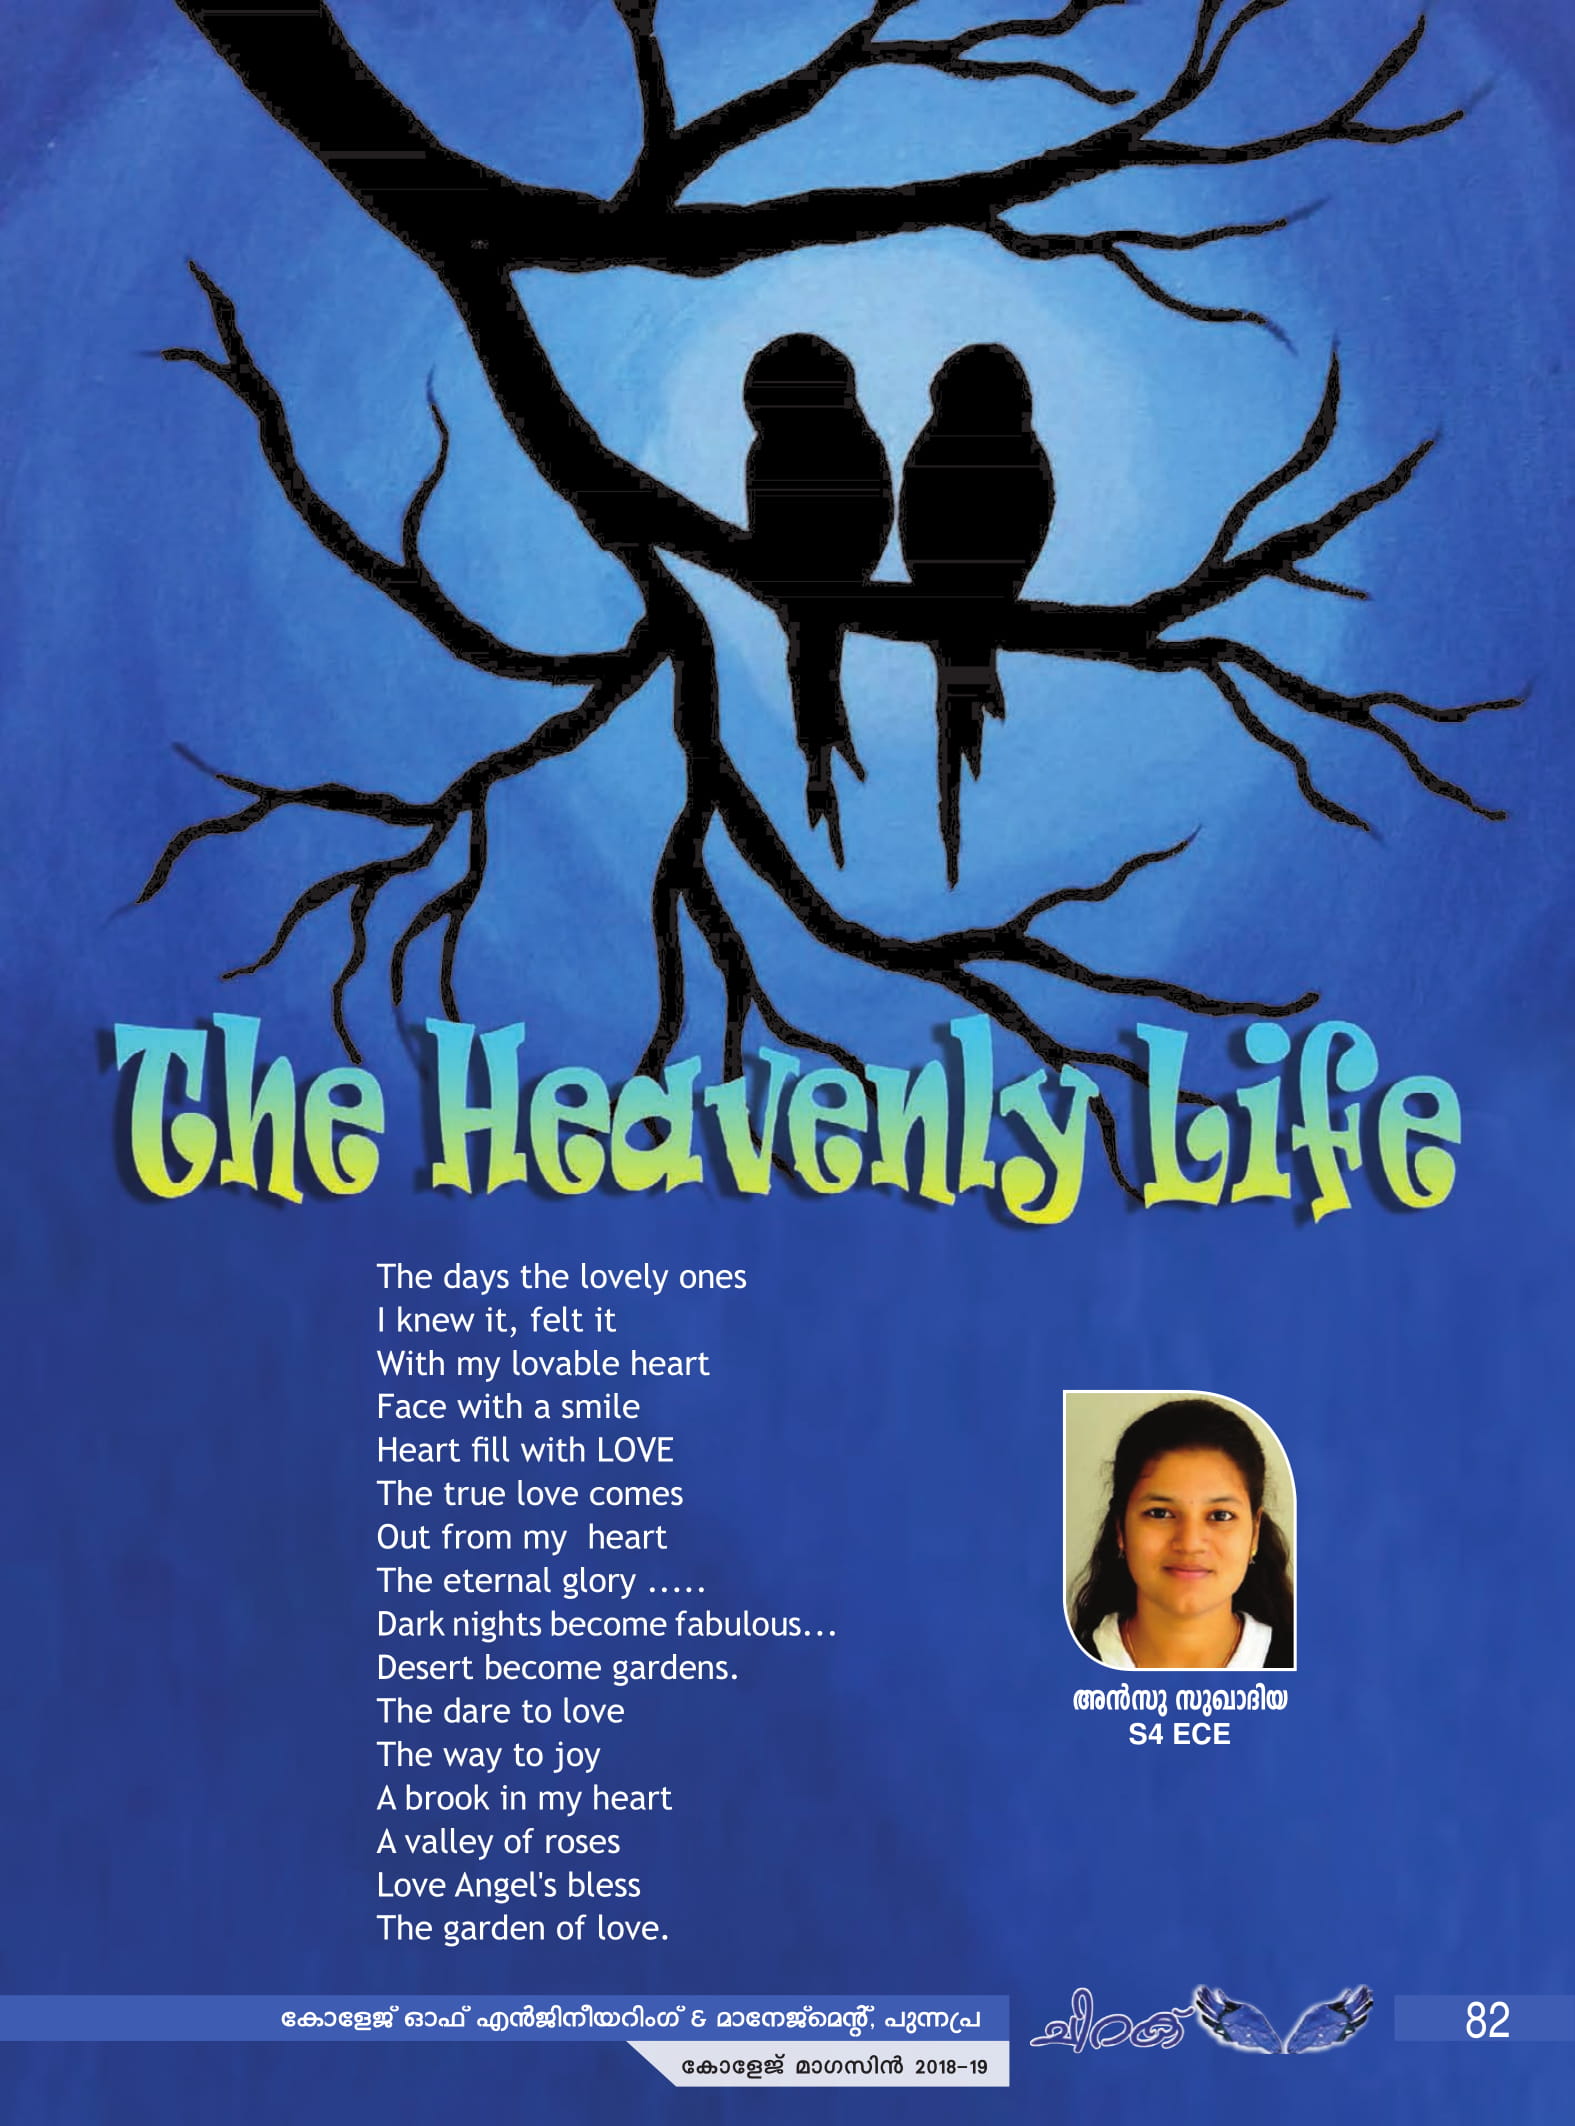 The Heavenly Life
The days the lovely ones
I knew it, felt it
With my lovable heart
Face with a smile
Heart fill with LOVE
The true love comes
Out from my  heart
The eternal glory .....
Dark nights become fabulous...
Desert become gardens.
The dare to love
The way to joy
A brook in my heart
A valley of roses
Love Angel's bless
The garden of love.
അൻസു സുഖാദിയ
S4 ECE
കോളേജ് ഓഫ് എൻജിനീയറിംഗ് & മാനേജ്മെന്റ്, പുന്നപ്ര
ചിറക്
82
കോളേജ് മാഗസിൻ 2018-19